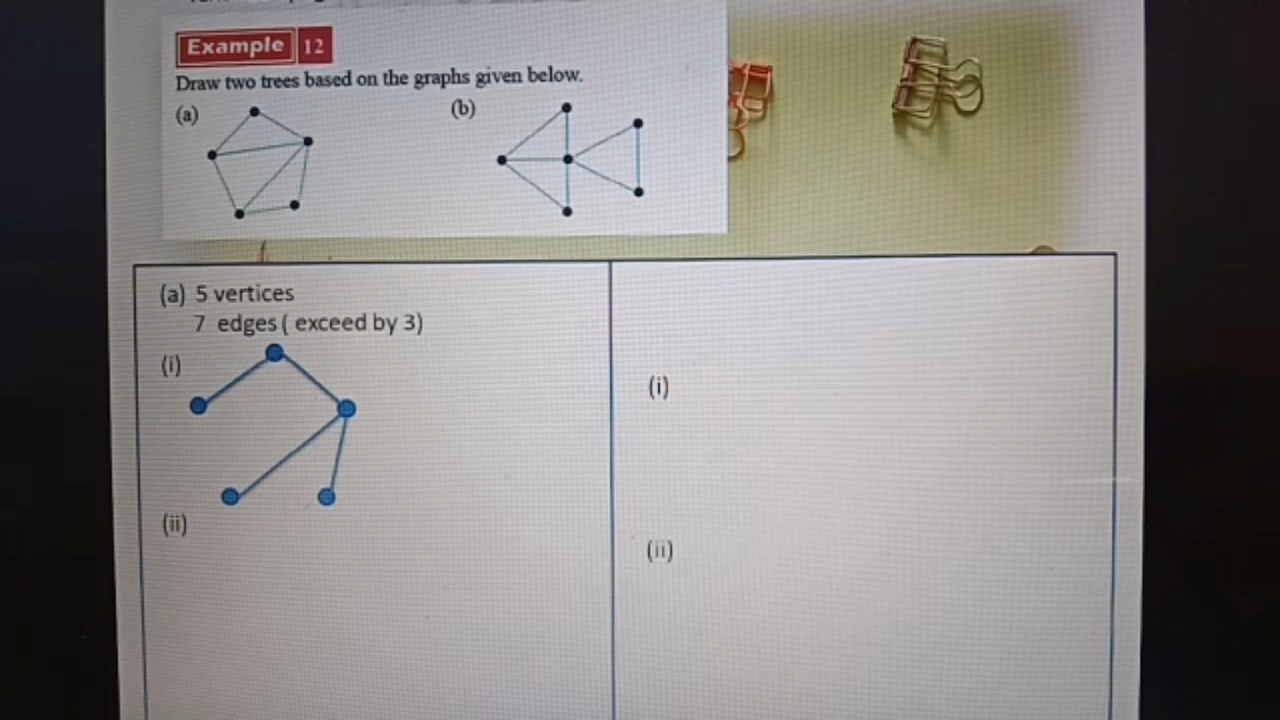 Example 12
Draw two trees based on the graphs given below.
(a)
(b)
(a) 5 vertices
7 edges ( exceed by 3)
(i)
(ii)
(i)
(ii)